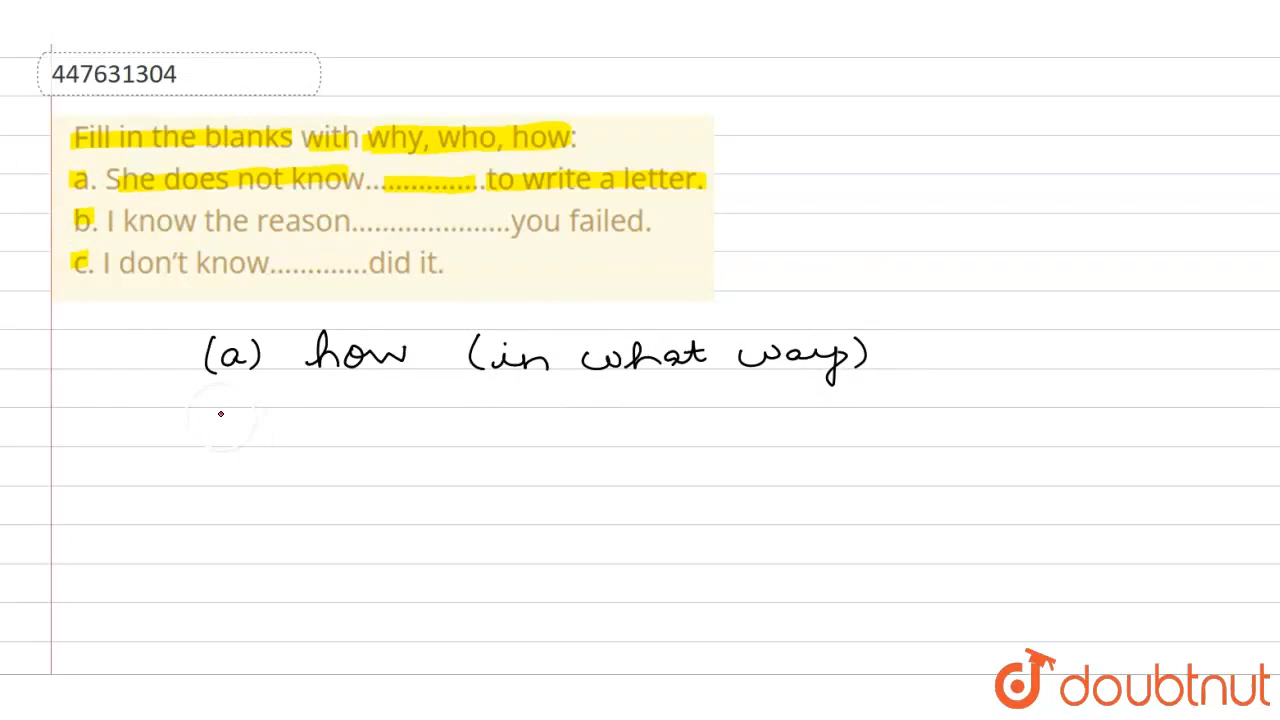 447631304
Fill in the blanks with why, who, how:
a. She does not know................to write a letter.
b. I know the reason.....................you failed.
c. I don’t know.............did it.
(a) how (in what way)
doubtnut